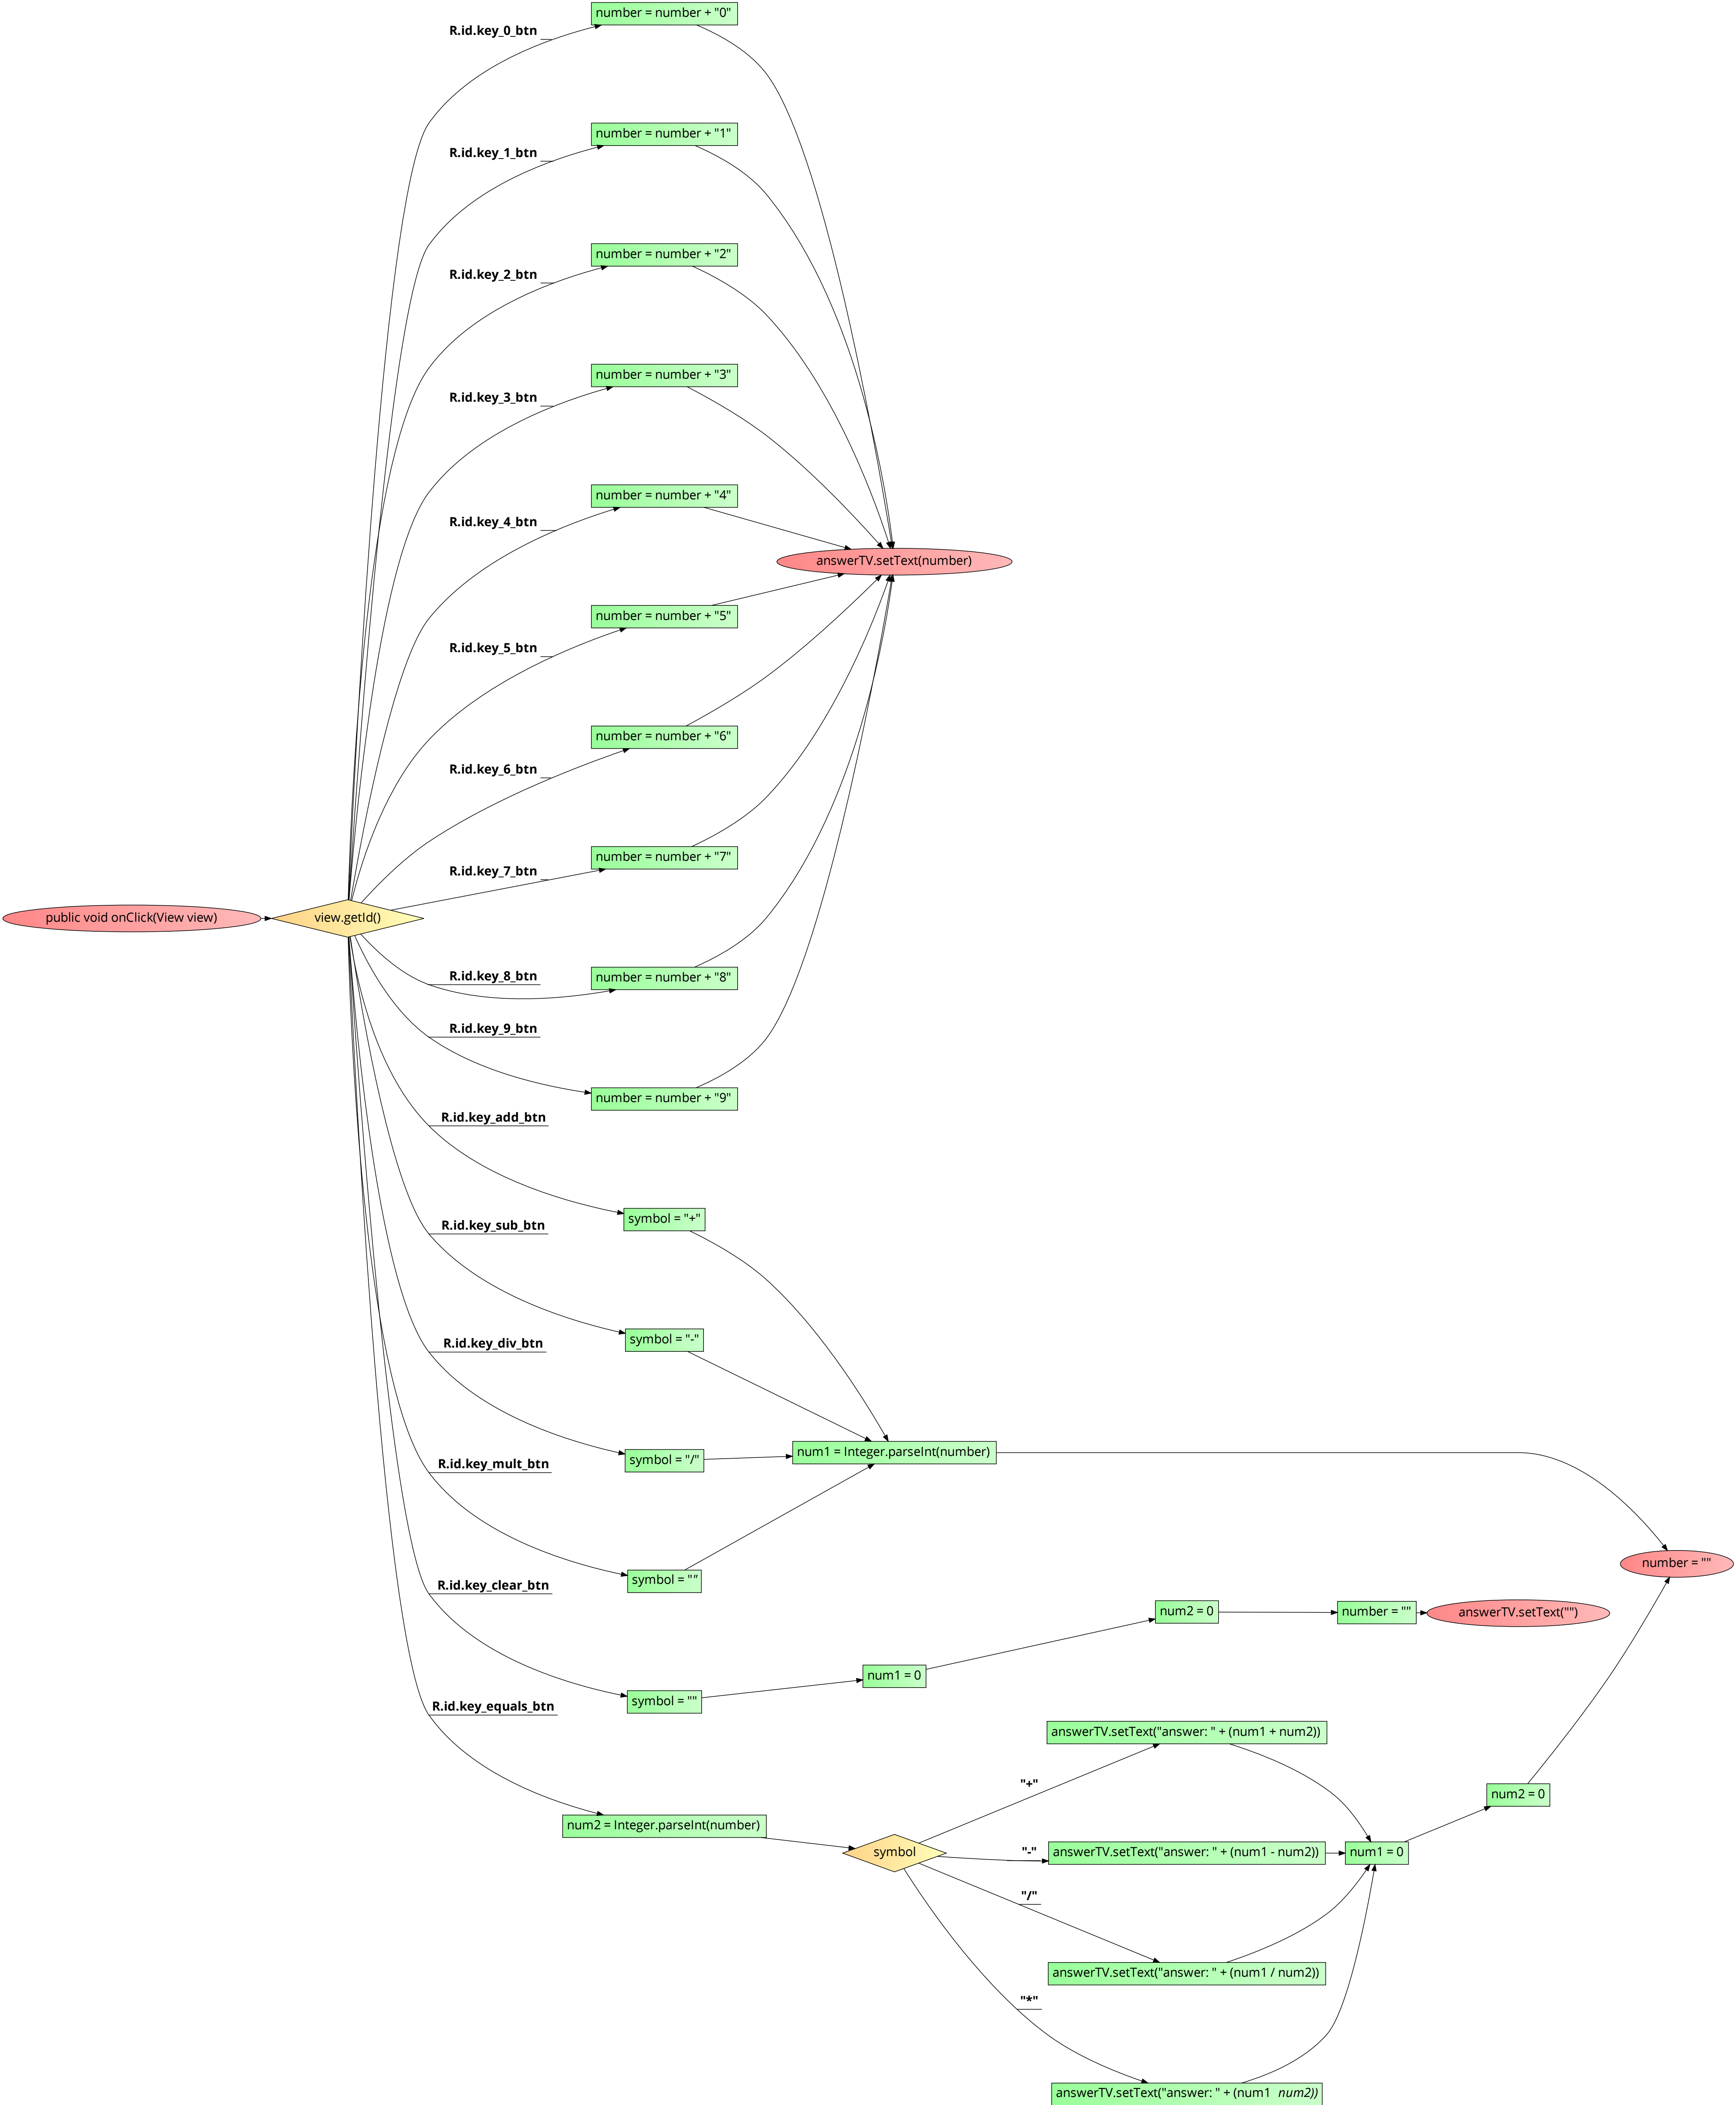 number = number + "0"
R.id.key_0_btn
number = number + "1"
R.id.key_1_btn
number = number + "2"
R.id.key_2_btn
number = number + "3"
R.id.key_3_btn
number = number + "4"
R.id.key_4_btn
answerTV.setText(number)
number = number + "5"
R.id.key_5_btn
number = number + "6"
R.id.key_6_btn
number = number + "7"
R.id.key_7_btn
public void onClick(View view)
view.getId()
R.id.key_8_btn
number = number + "8"
R.id.key_9_btn
number = number + "9"
R.id.key_add_btn
symbol = "+"
R.id.key_sub_btn
symbol = "-"
R.id.key_div_btn
symbol = "/"
num1 = Integer.parseInt(number)
R.id.key_mult_btn
symbol = ""
number = ""
R.id.key_clear_btn
num2 = 0
number = ""
answerTV.setText("")
num1 = 0
symbol = ""
R.id.key_equals_btn
answerTV.setText("answer: " + (num1 + num2))
"+"
num2 = 0
num2 = Integer.parseInt(number)
symbol
"-"
answerTV.setText("answer: " + (num1 - num2))
num1 = 0
"/"
answerTV.setText("answer: " + (num1 / num2))
"*"
answerTV.setText("answer: " + (num1 num2))